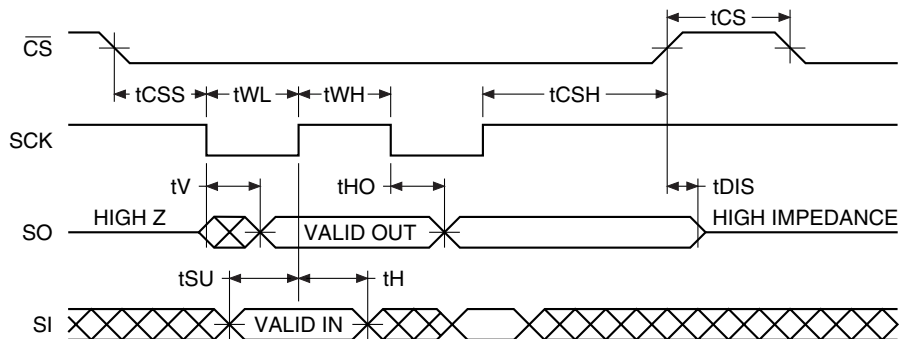 tCS
CS
tCSS tWL tWH tCSH
SCK
tV tHO tDIS
HIGH Z VALID OUT HIGH IMPEDANCE
SO
tSU tH
SI VALID IN